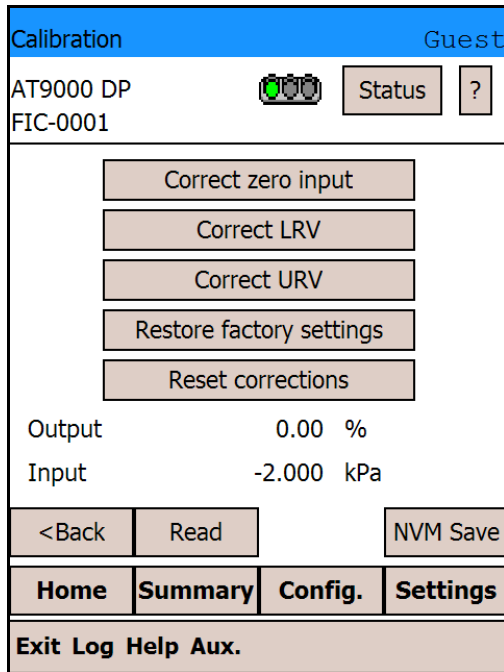 Calibration Guest
AT9000 DP Status ?
FIC-0001
Correct zero input
Correct LRV
Correct URV
Restore factory settings
Reset corrections
Output 0.00 %
Input -2.000 kPa
<Back Read NVM Save
Home Summary Config. Settings
Exit Log Help Aux.